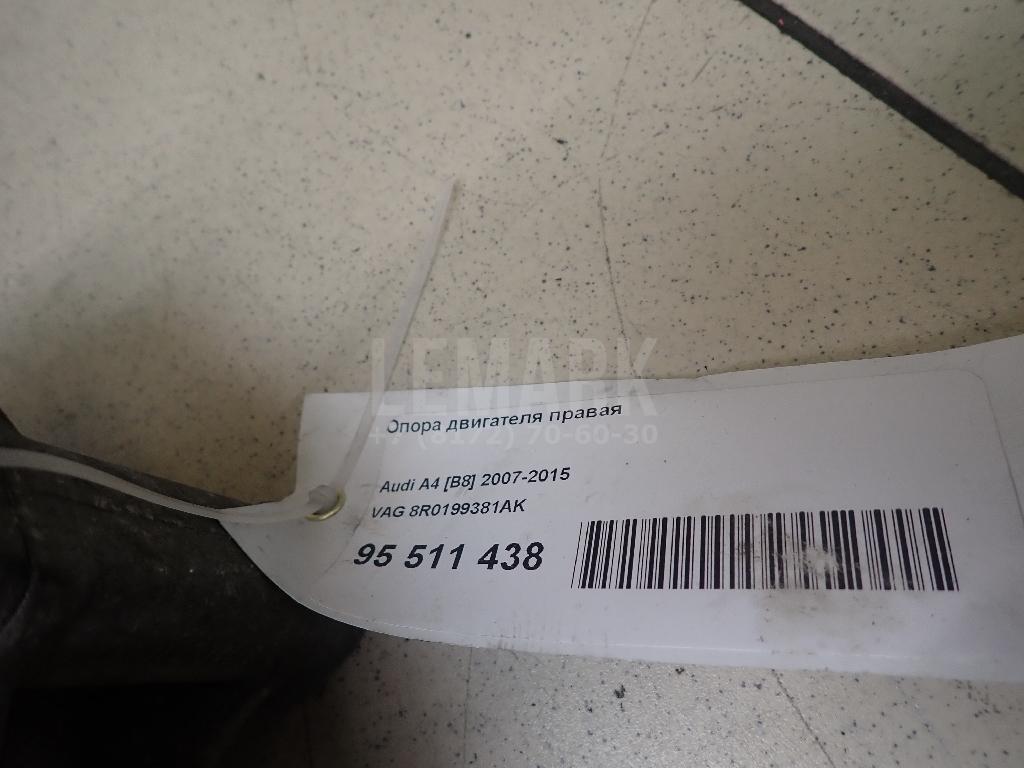 LEMARK
+7 (8172) 70-60-30
Опора двигателя правая
Audi A4 [B8] 2007-2015
VAG 8R0199381AK
95 511 438